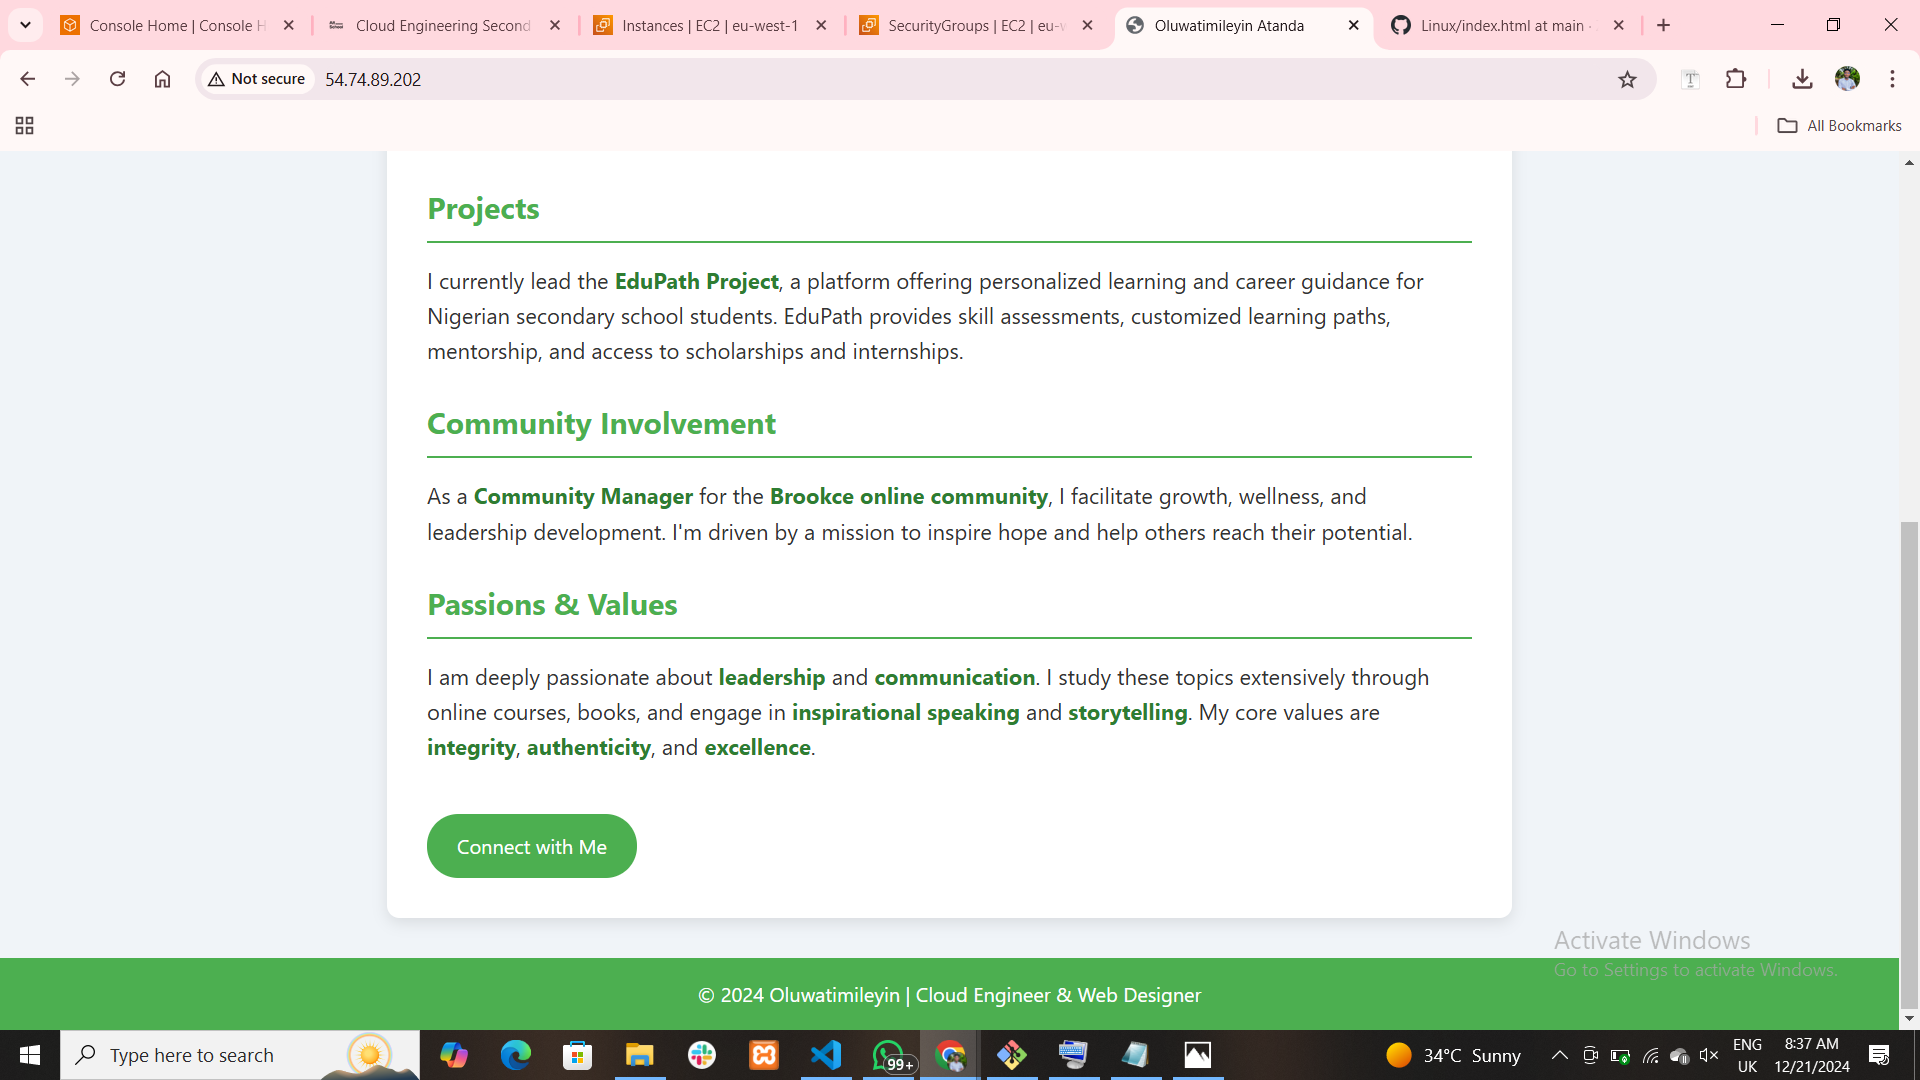 Console Home | Console H
Cloud Engineering Second
Instances | EC2 | eu-west-1
SecurityGroups | EC2 | eu-w
Oluwatimileyin Atanda
Linux/index.html at main ·
Not secure
54.74.89.202
All Bookmarks
Projects
I currently lead the EduPath Project, a platform offering personalized learning and career guidance for
Nigerian secondary school students. EduPath provides skill assessments, customized learning paths,
mentorship, and access to scholarships and internships.
Community Involvement
As a Community Manager for the Brookce online community, I facilitate growth, wellness, and
leadership development. I'm driven by a mission to inspire hope and help others reach their potential.
Passions & Values
I am deeply passionate about leadership and communication. I study these topics extensively through
online courses, books, and engage in inspirational speaking and storytelling. My core values are
integrity, authenticity, and excellence.
Connect with Me
Activate Windows
Go to Settings to activate Windows.
© 2024 Oluwatimileyin | Cloud Engineer & Web Designer
Type here to search
99+
34°C Sunny
ENG
UK
8:37 AM
12/21/2024